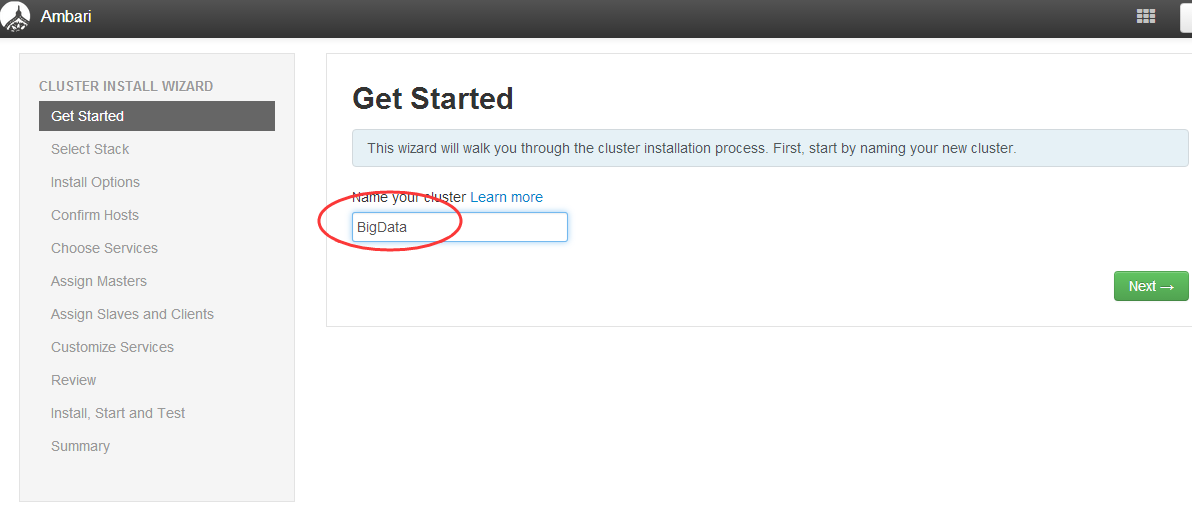 Ambari
CLUSTER INSTALL WIZARD
Get Started
Select Stack
Install Options
Confirm Hosts
Choose Services
Assign Masters
Assign Slaves and Clients
Customize Services
Review
Install, Start and Test
Summary
Get Started
This wizard will walk you through the cluster installation process. First, start by naming your new cluster.
Name your cluster Learn more
BigData
Next →